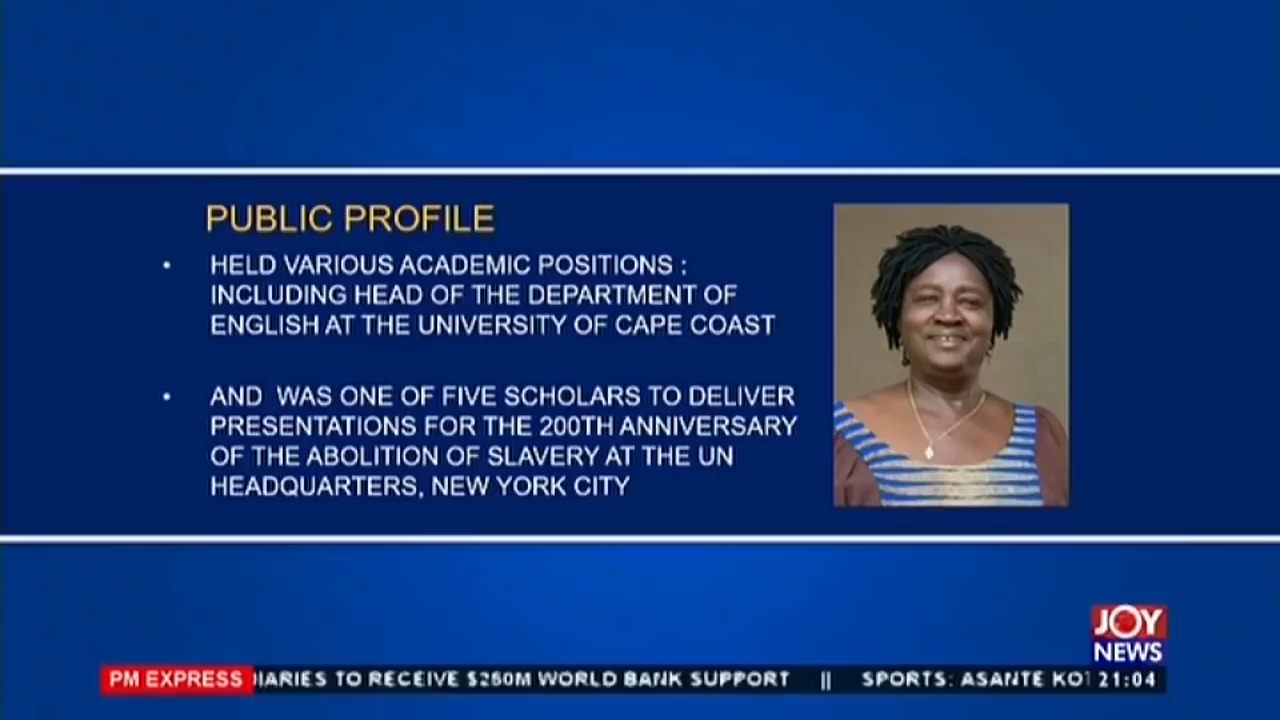 PUBLIC PROFILE
• HELD VARIOUS ACADEMIC POSITIONS :
INCLUDING HEAD OF THE DEPARTMENT OF
ENGLISH AT THE UNIVERSITY OF CAPE COAST
• AND WAS ONE OF FIVE SCHOLARS TO DELIVER
PRESENTATIONS FOR THE 200TH ANNIVERSARY
OF THE ABOLITION OF SLAVERY AT THE UN
HEADQUARTERS, NEW YORK CITY
JOY
NEWS
PM EXPRESS IARIES TO RECEIVE $250M WORLD BANK SUPPORT || SPORTS: ASANTE KO 21:04